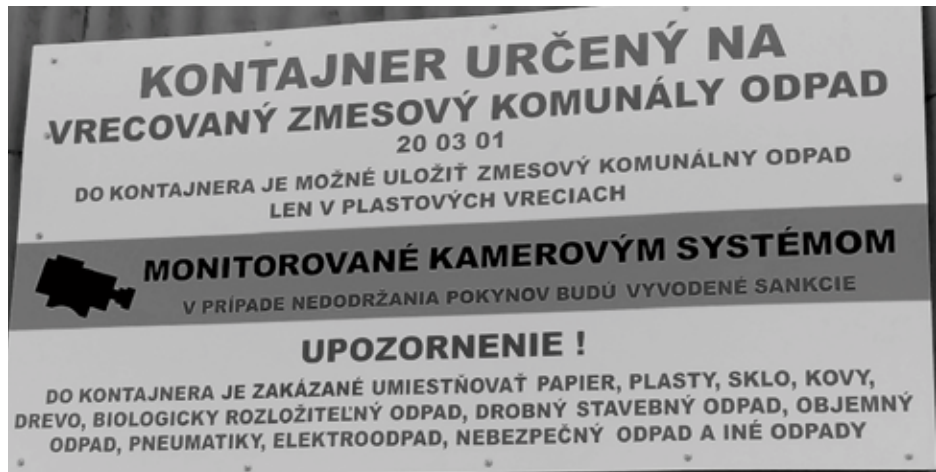 KONTAJNER URČENÝ NA
VRECOVANÝ ZMESOVÝ KOMUNÁLY ODPAD
20 03 01
DO KONTAJNERA JE MOŽNÉ ULOŽIŤ ZMESOVÝ KOMUNÁLNY ODPAD
LEN V PLASTOVÝCH VRECIACH
MONITOROVANÉ KAMEROVÝM SYSTÉMOM
V PRÍPADE NEDODRŽANIA POKYNOV BUDÚ VYVODENÉ SANKCIE
UPOZORNENIE !
DO KONTAJNERA JE ZAKÁZANÉ UMIESTŇOVAŤ PAPIER, PLASTY, SKLO, KOVY,
DREVO, BIOLOGICKY ROZLOŽITEĽNÝ ODPAD, DROBNÝ STAVEBNÝ ODPAD, OBJEMNÝ
ODPAD, PNEUMATIKY, ELEKTROODPAD, NEBEZPEČNÝ ODPAD A INÉ ODPADY